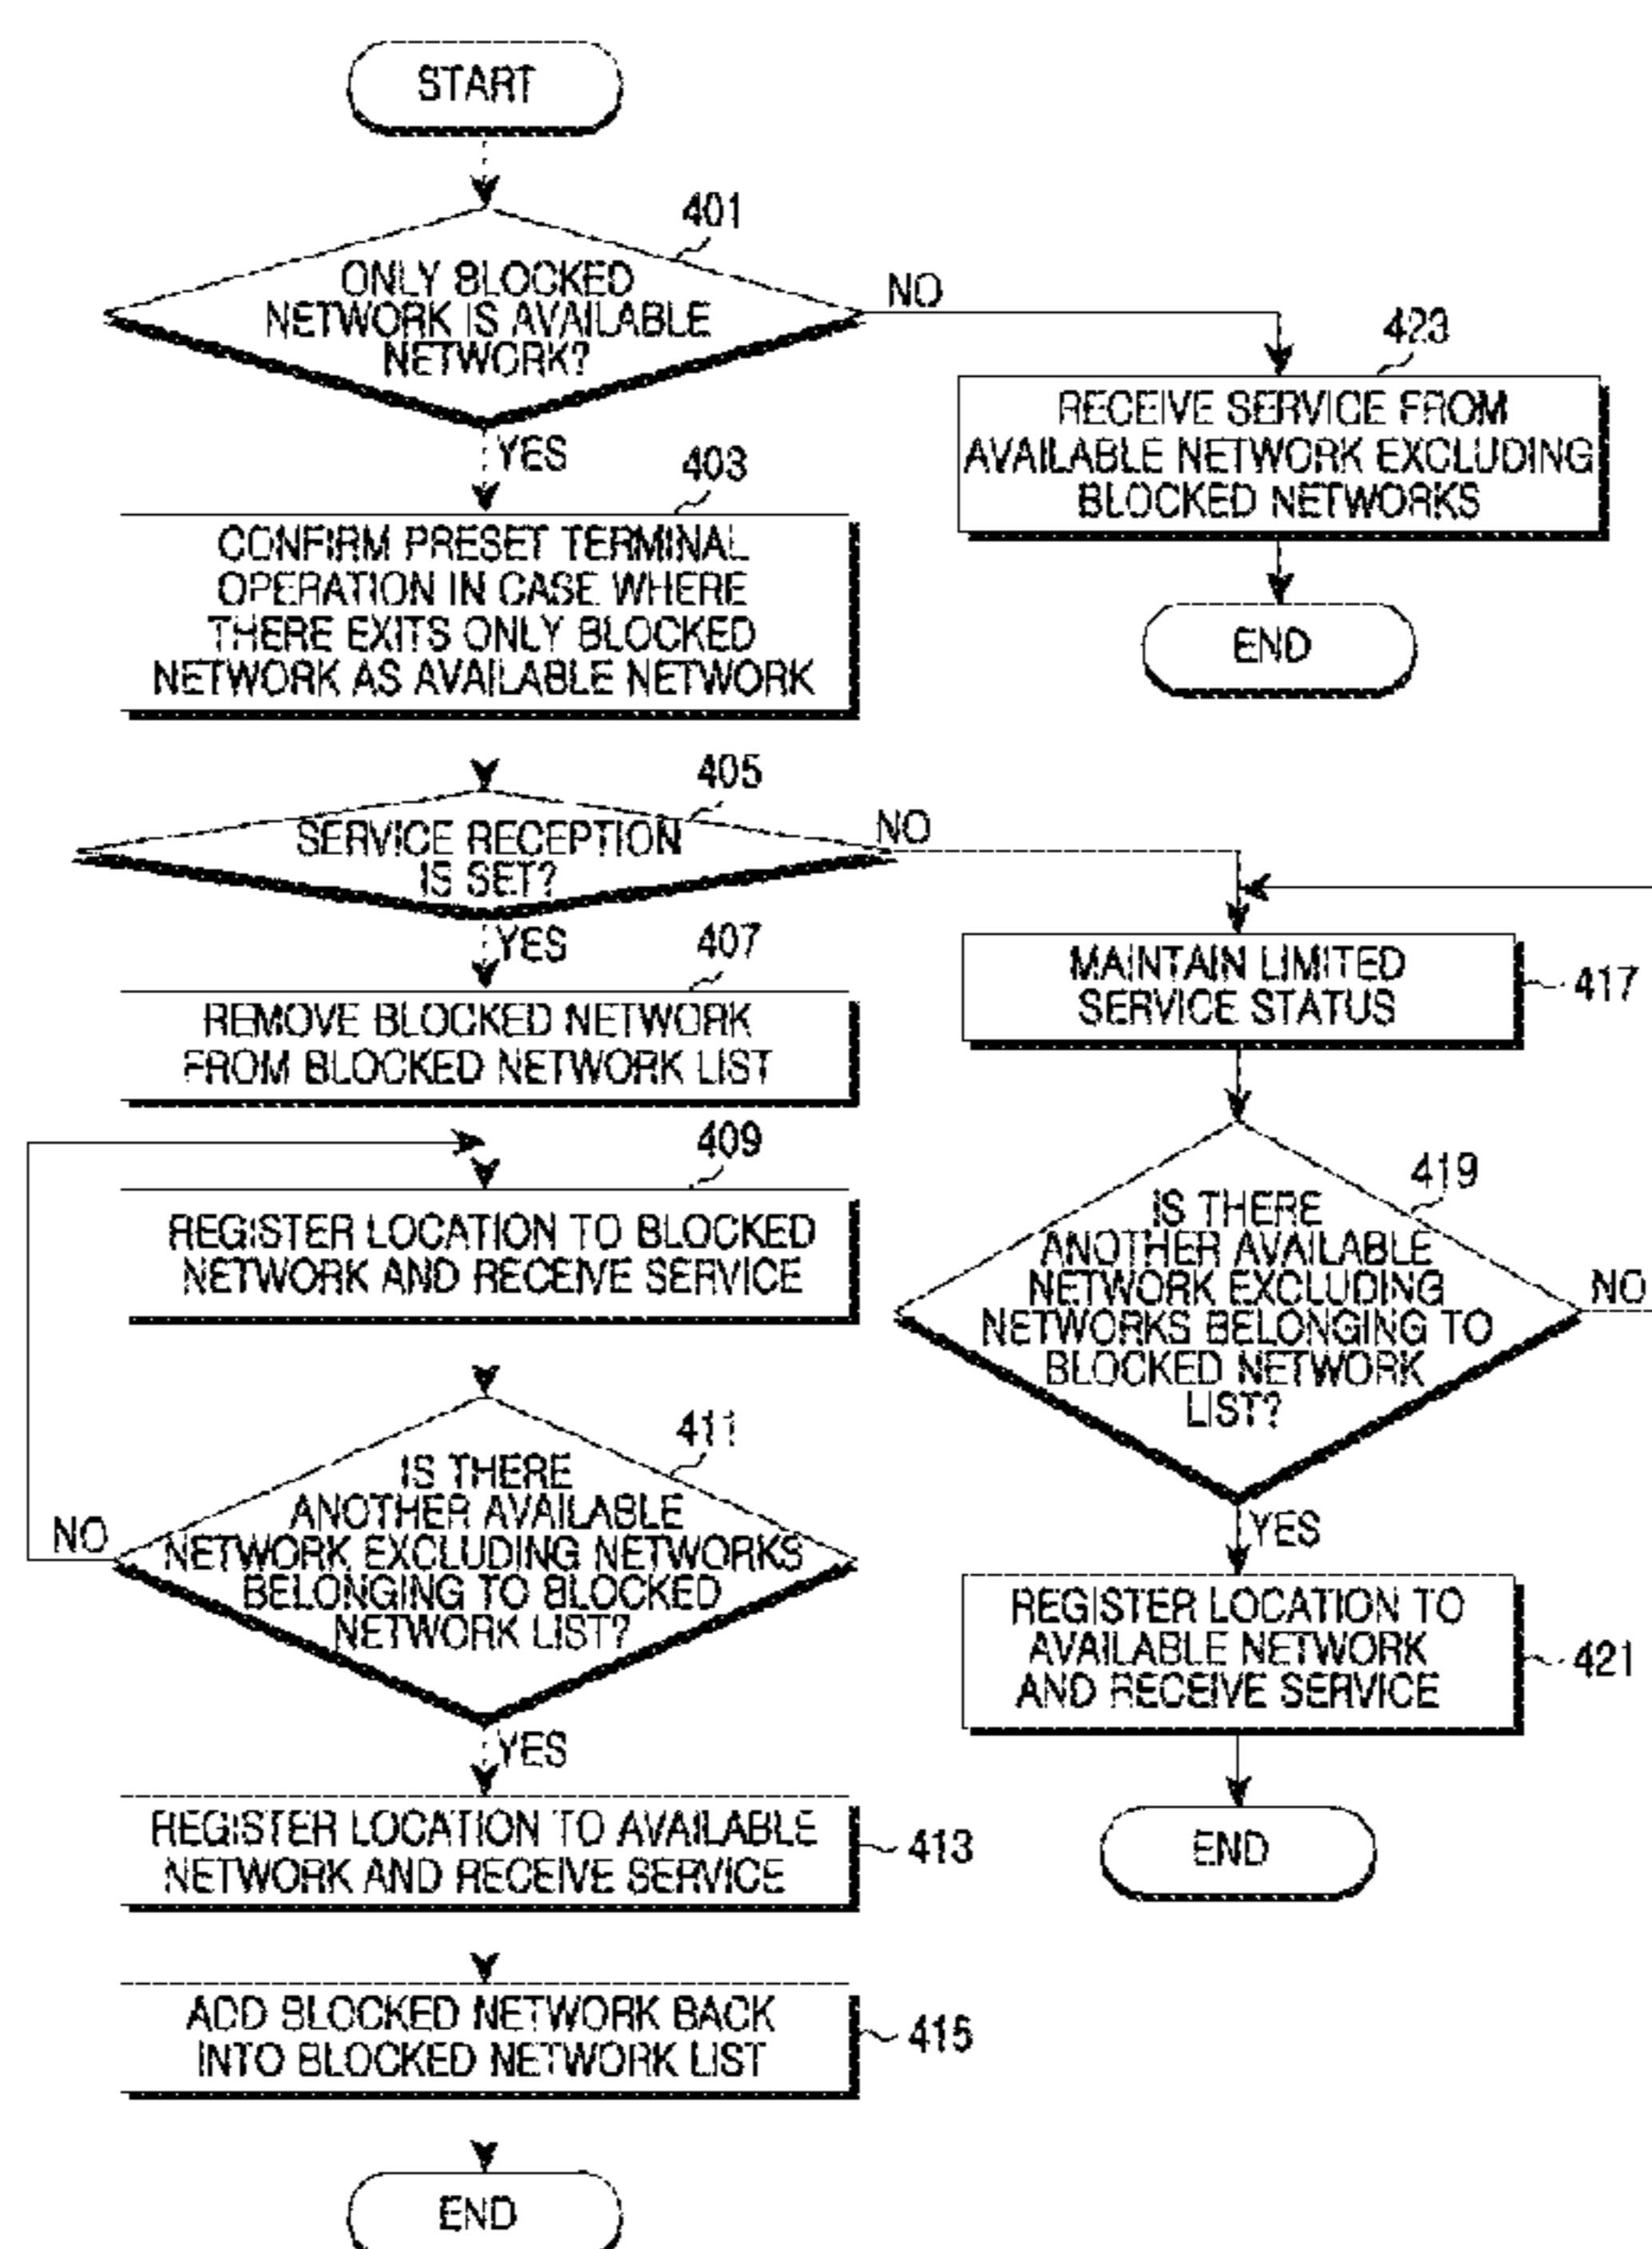 START
401
ONLY BLOCKED
NETWORK IS AVAILABLE
NETWORK?
NO
YES
423
RECEIVE SERVICE FROM
AVAILABLE NETWORK EXCLUDING
BLOCKED NETWORKS
END
403
CONFIRM PRESET TERMINAL
OPERATION IN CASE WHERE
THERE EXITS ONLY BLOCKED
NETWORK AS AVAILABLE NETWORK
405
SERVICE RECEPTION
IS SET?
NO
YES
407
REMOVE BLOCKED NETWORK
FROM BLOCKED NETWORK LIST
409
REGISTER LOCATION TO BLOCKED
NETWORK AND RECEIVE SERVICE
411
IS THERE
ANOTHER AVAILABLE
NETWORK EXCLUDING NETWORKS
BELONGING TO BLOCKED
NETWORK LIST?
NO
YES
REGISTER LOCATION TO AVAILABLE
NETWORK AND RECEIVE SERVICE
413
ADD BLOCKED NETWORK BACK
INTO BLOCKED NETWORK LIST
415
END
MAINTAIN LIMITED
SERVICE STATUS
417
419
IS THERE
ANOTHER AVAILABLE
NETWORK EXCLUDING
NETWORKS BELONGING TO
BLOCKED NETWORK
LIST?
NO
YES
REGISTER LOCATION TO
AVAILABLE NETWORK
AND RECEIVE SERVICE
421
END